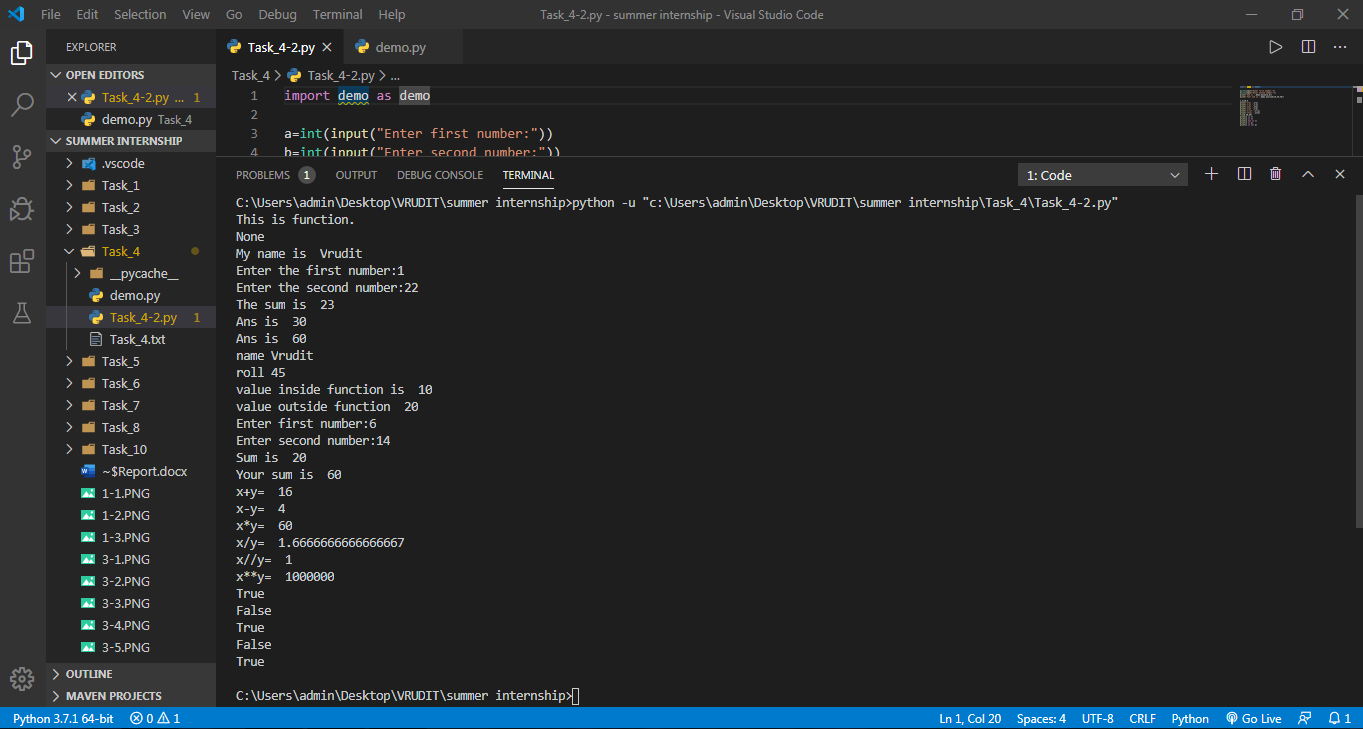 File Edit Selection View Go Debug Terminal Help
Task_4-2.py - summer internship - Visual Studio Code
EXPLORER
OPEN EDITORS
Task_4-2.py ... 1
demo.py Task_4
SUMMER INTERNSHIP
.vscode
Task_1
Task_2
Task_3
Task_4
__pycache__
demo.py
Task_4-2.py 1
Task_4.txt
Task_5
Task_6
Task_7
Task_8
Task_10
~$Report.docx
1-1.PNG
1-2.PNG
1-3.PNG
3-1.PNG
3-2.PNG
3-3.PNG
3-4.PNG
3-5.PNG
OUTLINE
MAVEN PROJECTS
Task_4-2.py demo.py
Task_4 > Task_4-2.py > ...
1 import demo as demo
2
3 a=int(input("Enter first number:"))
4 b=int(input("Enter second number:"))
PROBLEMS 1 OUTPUT DEBUG CONSOLE TERMINAL 1: Code
C:\Users\admin\Desktop\VRUDIT\summer internship>python -u "c:\Users\admin\Desktop\VRUDIT\summer internship\Task_4\Task_4-2.py"
This is function.
None
My name is  Vrudit
Enter the first number:1
Enter the second number:22
The sum is  23
Ans is  30
Ans is  60
name Vrudit
roll 45
value inside function is  10
value outside function  20
Enter first number:6
Enter second number:14
Sum is  20
Your sum is  60
x+y=  16
x-y=  4
x*y=  60
x/y=  1.6666666666666667
x//y=  1
x**y=  1000000
True
False
True
False
True
C:\Users\admin\Desktop\VRUDIT\summer internship>
Python 3.7.1 64-bit 0 1 Ln 1, Col 20 Spaces: 4 UTF-8 CRLF Python Go Live 1